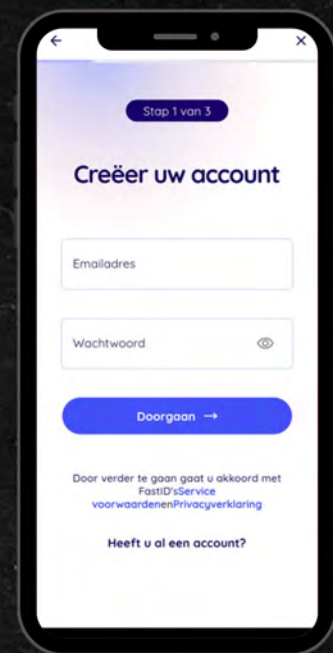 Stap 1 van 3
Creëer uw account
Emailadres
Wachtwoord
Doorgaan →
Door verder te gaan gaat u akkoord met
FastID'sService
voorwaardenenPrivacyverklaring
Heeft u al een account?